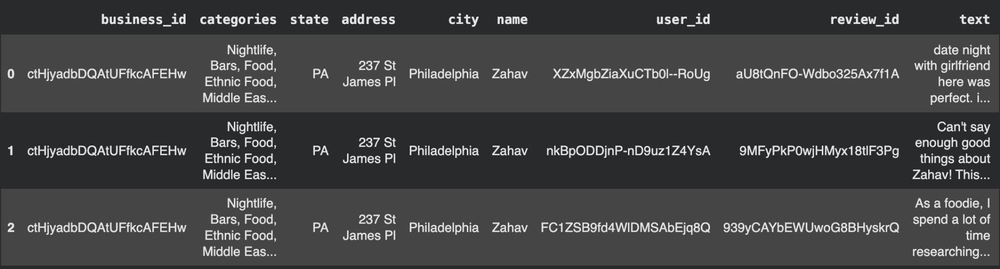 business_id categories state address city name user_id review_id text
Nightlife,
Bars, Food,
Ethnic Food,
Middle Eas...
0 ctHjyadbDQAtUFfkcAFEHw PA 237 St
James Pl Philadelphia Zahav XZxMgbZiaXuCTb0l--RoUg aU8tQnFO-Wdbo325Ax7f1A
date night
with girlfriend
here was
perfect. i...
Nightlife,
Bars, Food,
Ethnic Food,
Middle Eas...
1 ctHjyadbDQAtUFfkcAFEHw PA 237 St
James Pl Philadelphia Zahav nkBpODDjnP-nD9uz1Z4YsA 9MFyPkP0wjHMyx18tlF3Pg
Can't say
enough good
things about
Zahav! This...
Nightlife,
Bars, Food,
Ethnic Food,
Middle Eas...
2 ctHjyadbDQAtUFfkcAFEHw PA 237 St
James Pl Philadelphia Zahav FC1ZSB9fd4WlDMSAbEjq8Q 939yCAYbEWUwoG8BHyskrQ
As a foodie, I
spend a lot of
time
researching...